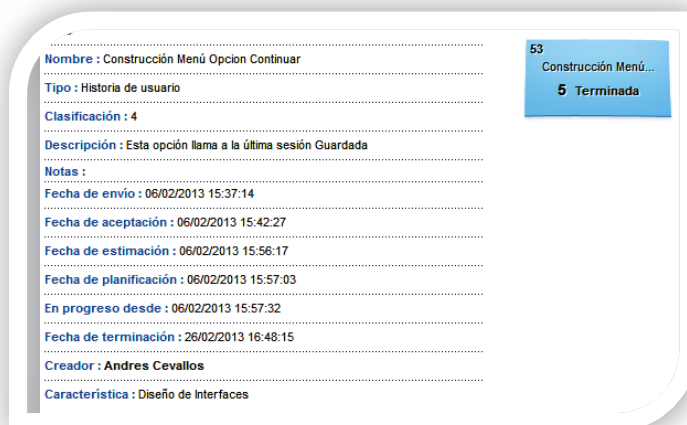 Nombre : Construcción Menú Opcion Continuar
Tipo : Historia de usuario
Clasificación : 4
Descripción : Esta opción llama a la última sesión Guardada
Notas :
Fecha de envío : 06/02/2013 15:37:14
Fecha de aceptación : 06/02/2013 15:42:27
Fecha de estimación : 06/02/2013 15:56:17
Fecha de planificación : 06/02/2013 15:57:03
En progreso desde : 06/02/2013 15:57:32
Fecha de terminación : 26/02/2013 16:48:15
Creador : Andres Cevallos
Característica : Diseño de Interfaces
53
Construcción Menú...
5 Terminada